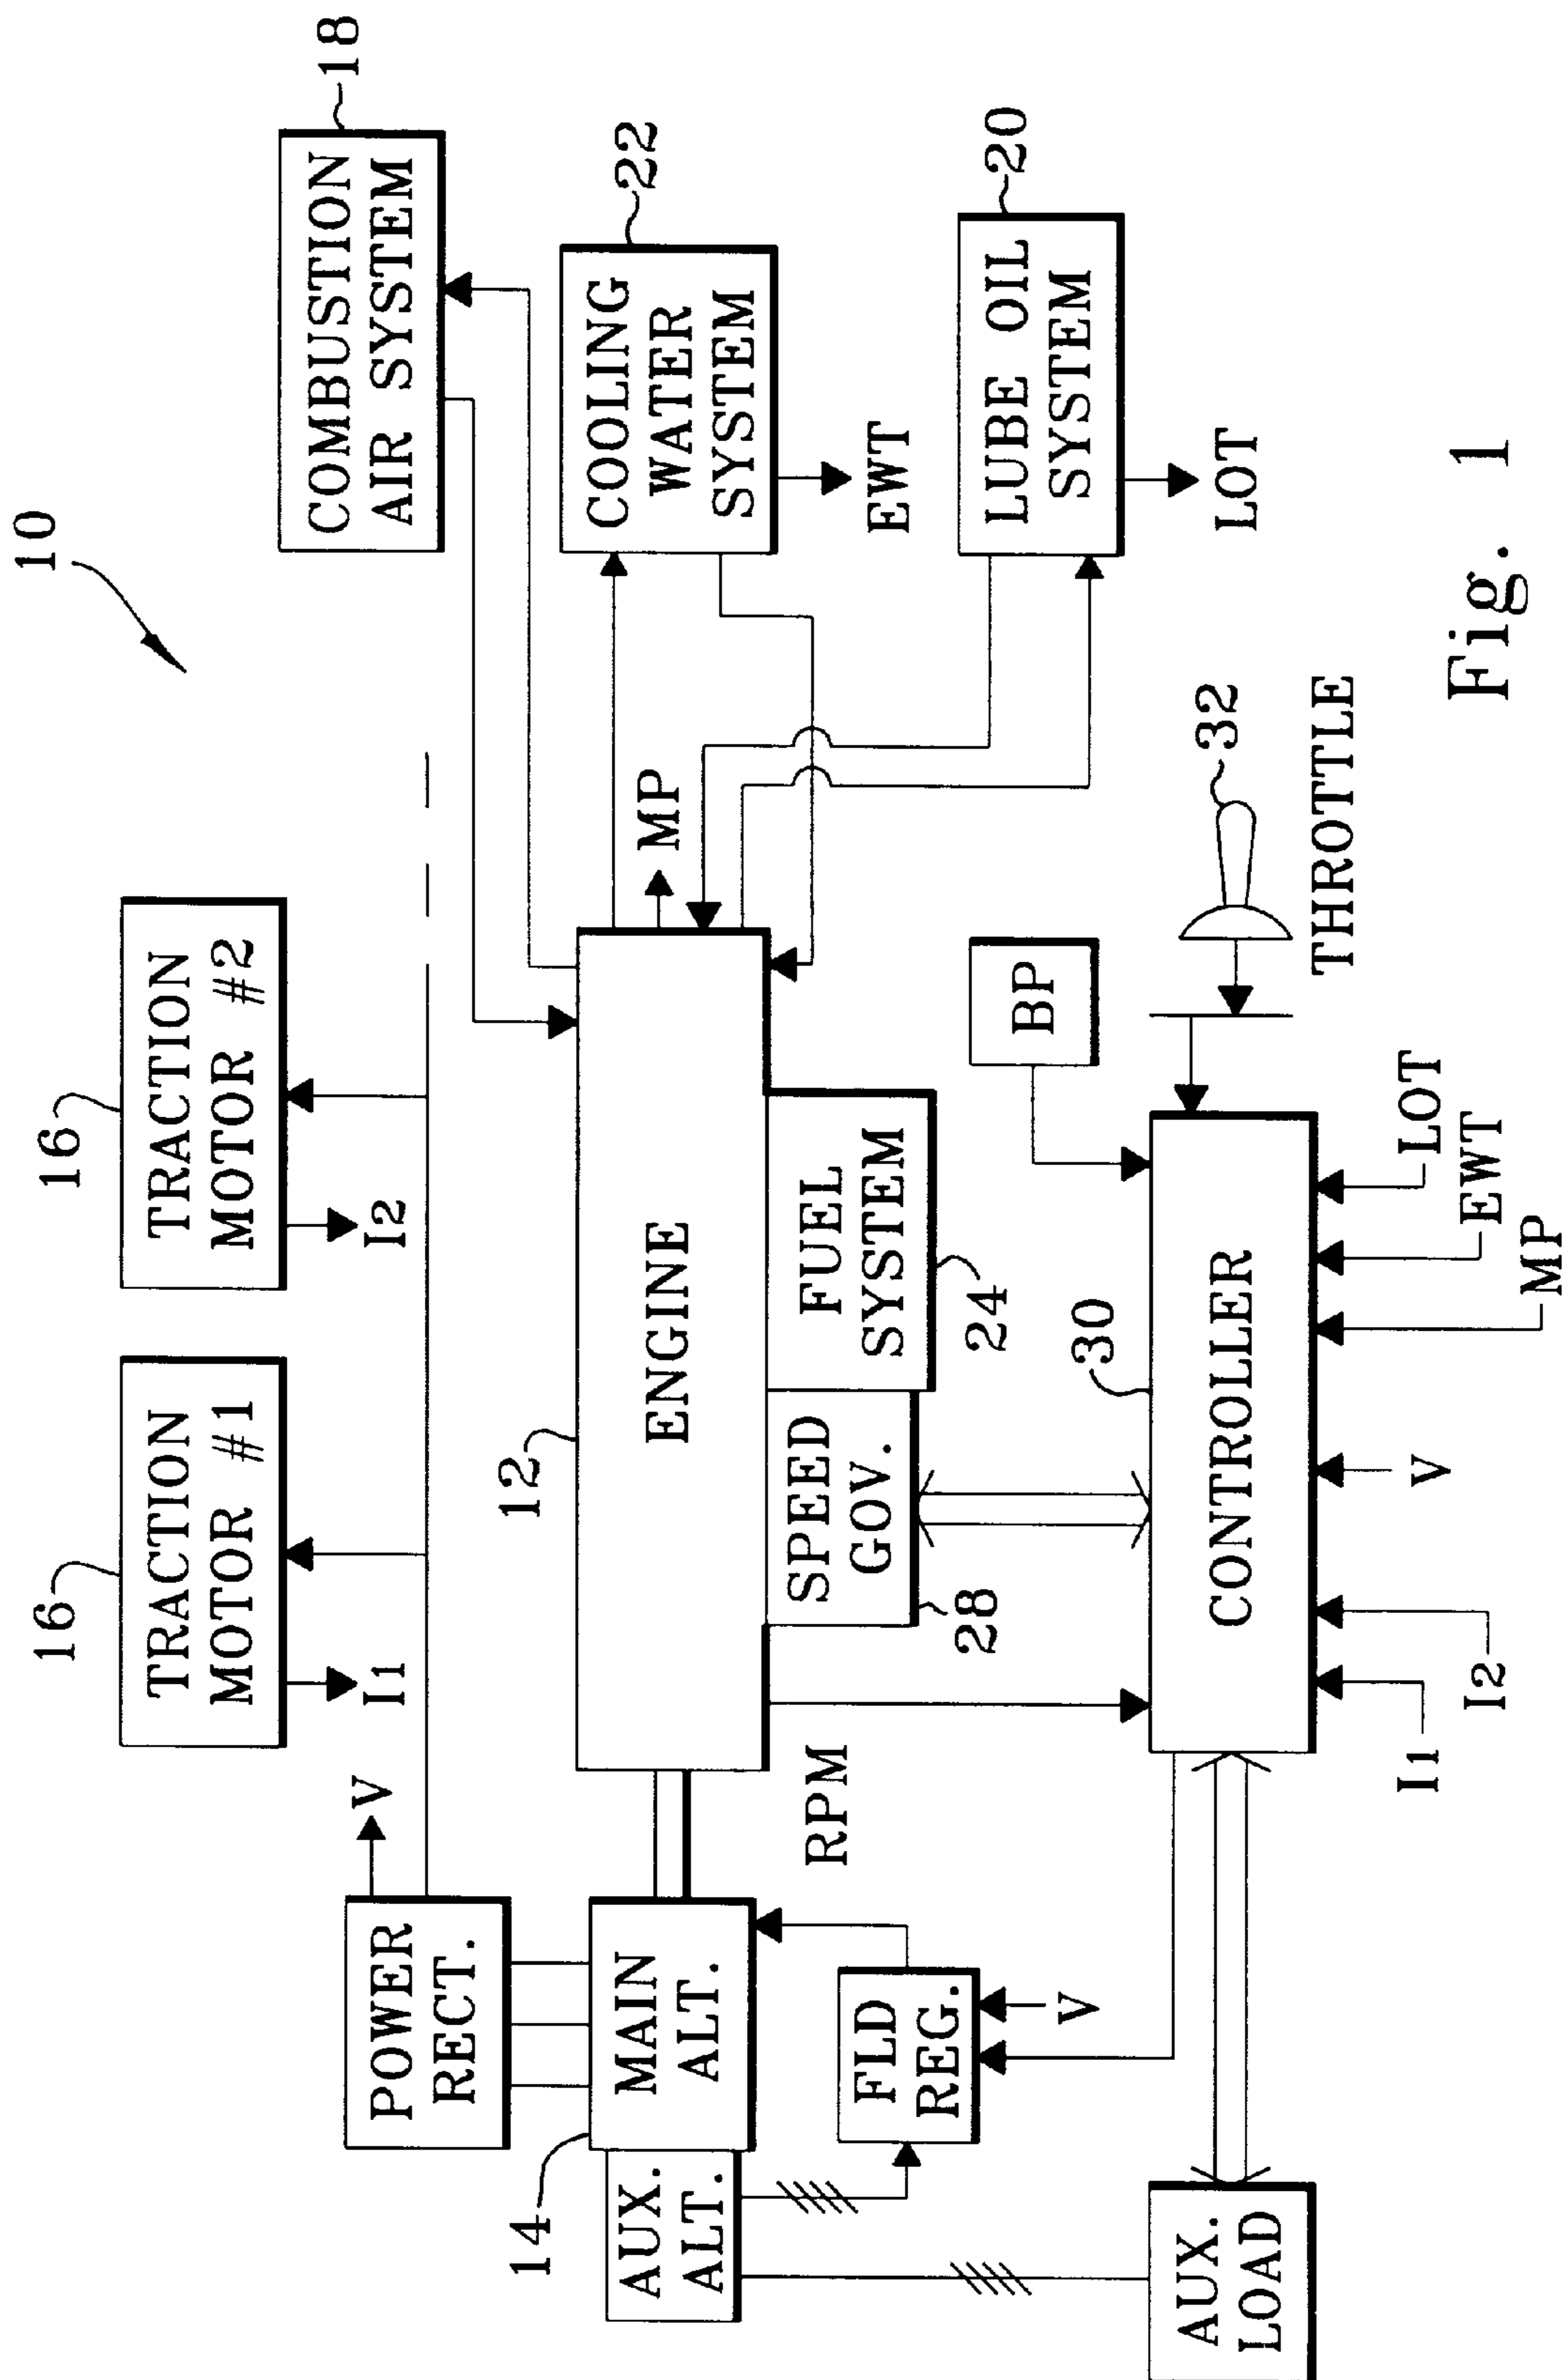 10
16
TRACTION
MOTOR #1
I1
16
TRACTION
MOTOR #2
I2
COMBUSTION
AIR SYSTEM
18
V
POWER
RECT.
12
ENGINE
MP
COOLING
WATER
SYSTEM
22
EWT
14
MAIN
ALT.
AUX.
ALT.
RPM
SPEED
GOV.
28
FUEL
SYSTEM
24
LUBE OIL
SYSTEM
20
LOT
FLD
REG.
V
BP
30
CONTROLLER
32
THROTTLE
AUX.
LOAD
I1
I2
V
MP
EWT
LOT
Fig. 1